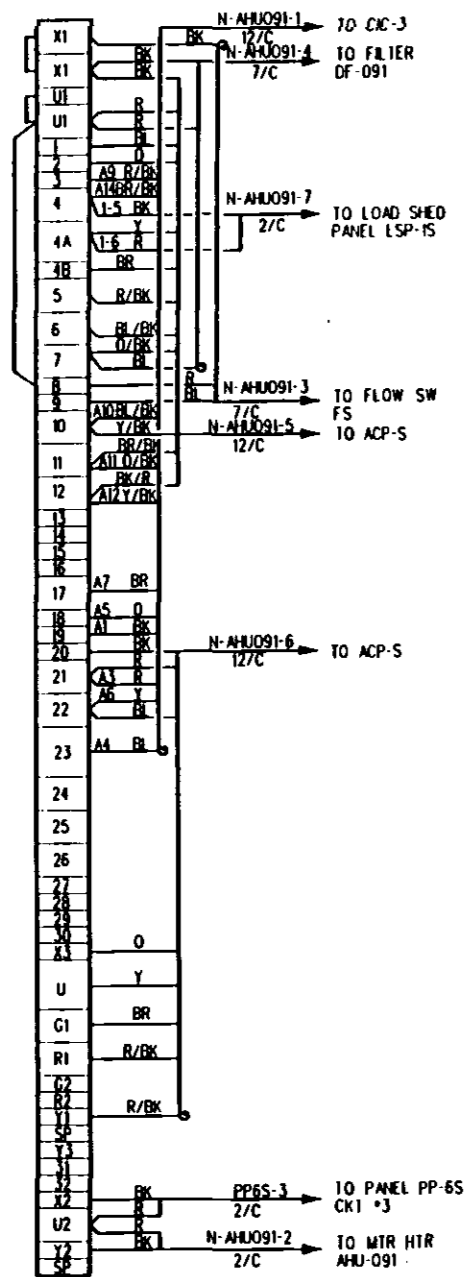 N-AHU091-1 TO CIC-3
X1 BK 12/C
BK N-AHU091-4 TO FILTER
X1 BK 7/C DF-091
U1
R
U1 R
1 BL
2 O
3 A9 R/BK
A14 BR/BK
4 1-5 BK N-AHU091-7 TO LOAD SHED
2/C PANEL LSP-1S
Y
4A 1-6 R
4B BR
5 R/BK
6 BL/BK
O/BK
7 BL
8 R
BL N-AHU091-3 TO FLOW SW
9 A10 BL/BK 7/C FS
10 Y/BK N-AHU091-5 TO ACP-S
12/C
BR/BK
11 A11 O/BK
BK/R
12 A12 Y/BK
13
14
15
16
17 A7 BR
18 A5 O
19 A1 BK
20 BK N-AHU091-6 TO ACP-S
R 12/C
21 A3 R
A6 Y
22 BL
23 A4 BL
24
25
26
27
28
29
30
X3 O
U Y
G1 BR
R1 R/BK
G2
R2
Y1 R/BK
SP
Y3
31
32
X2 BK PP6S-3 TO PANEL PP-6S
R 2/C CKT #3
U2 R
Y2 BK N-AHU091-2 TO MTR HTR
2/C AHU-091
SP